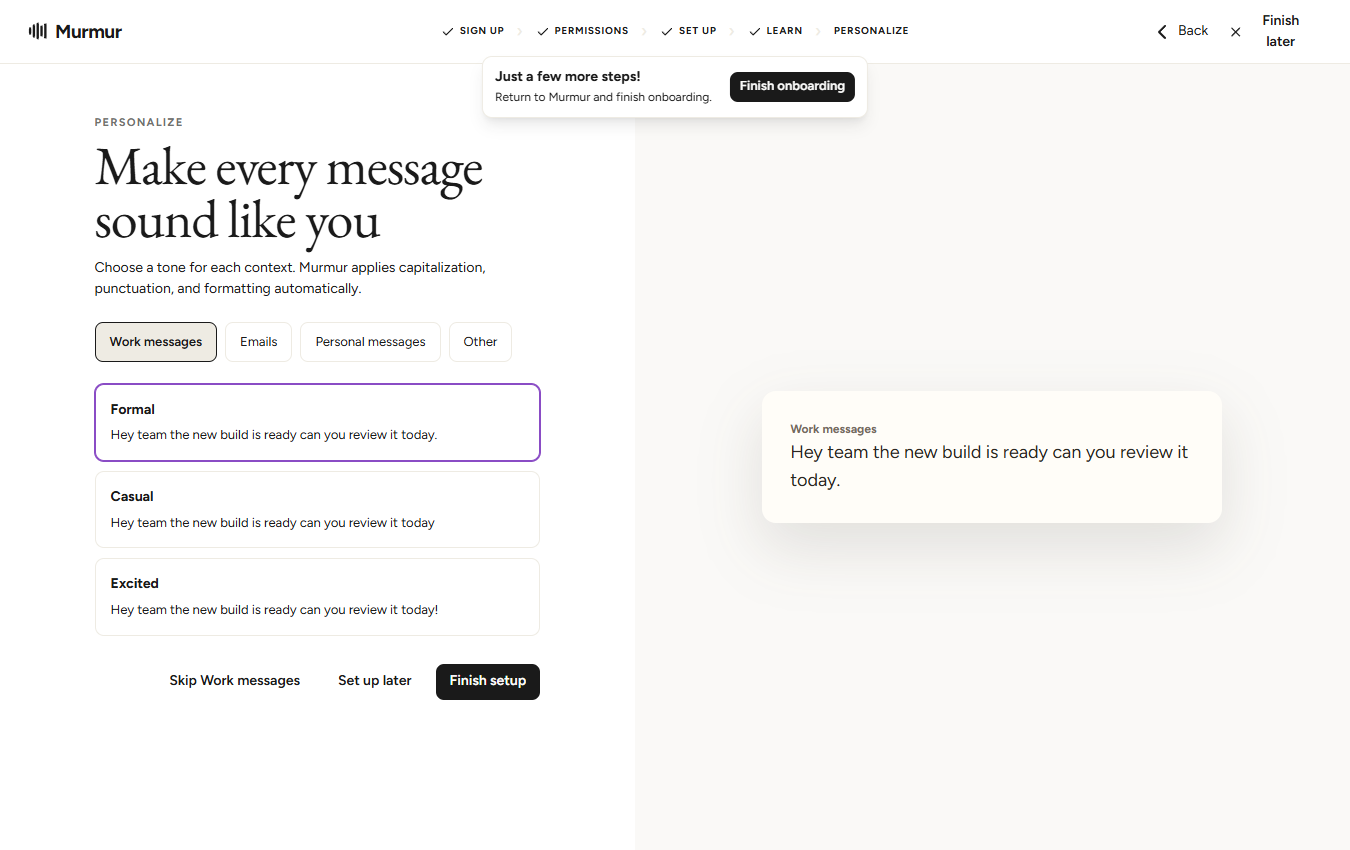 Murmur
SIGN UP
PERMISSIONS
SET UP
LEARN
PERSONALIZE
Back
Finish
later
Just a few more steps!
Return to Murmur and finish onboarding.
Finish onboarding
PERSONALIZE
Make every message
sound like you
Choose a tone for each context. Murmur applies capitalization,
punctuation, and formatting automatically.
Work messages
Emails
Personal messages
Other
Formal
Hey team the new build is ready can you review it today.
Casual
Hey team the new build is ready can you review it today
Excited
Hey team the new build is ready can you review it today!
Skip Work messages
Set up later
Finish setup
Work messages
Hey team the new build is ready can you review it
today.